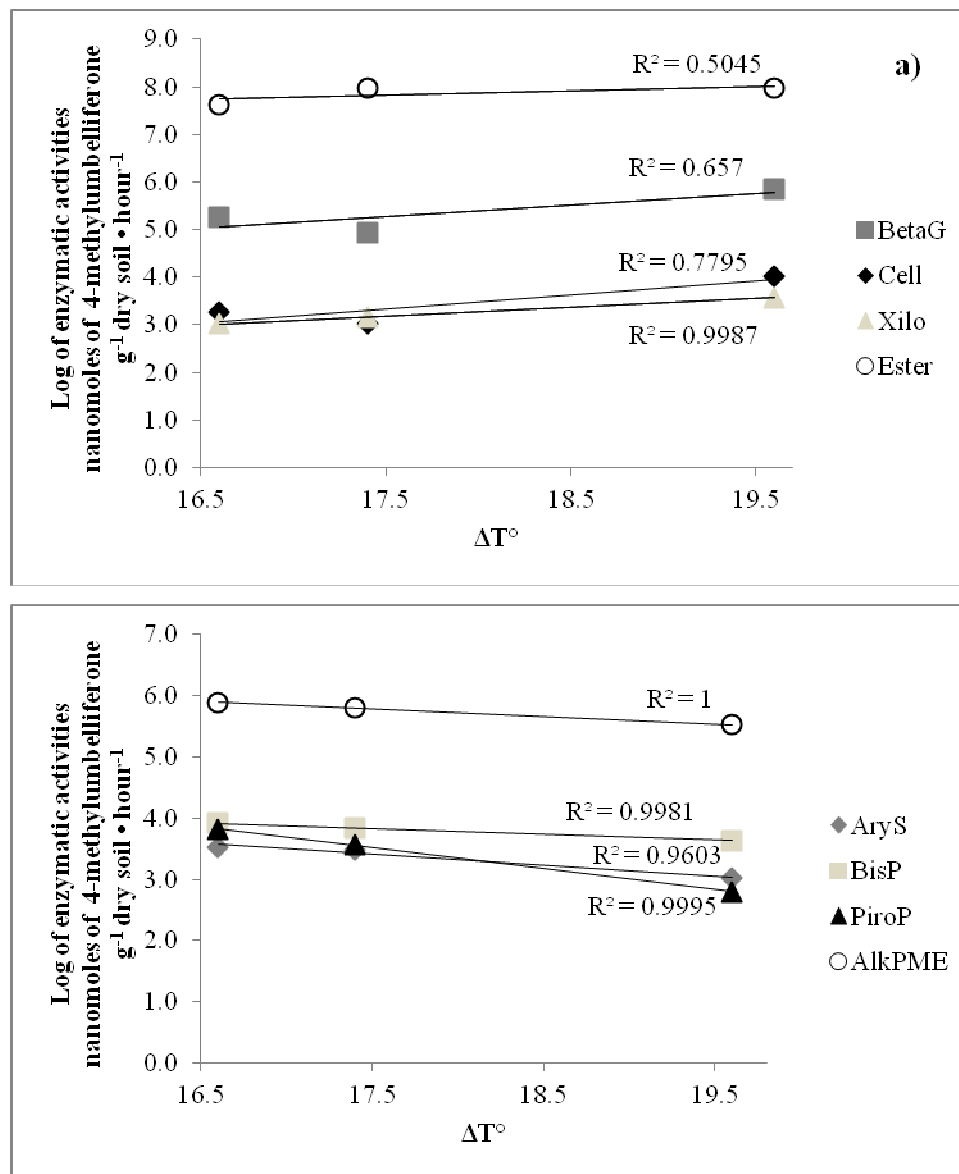 Log of enzymatic activities
nanomoles of 4-methylumbelliferone
g⁻¹ dry soil • hour⁻¹
9.0
8.0
7.0
6.0
5.0
4.0
3.0
2.0
1.0
0.0
R² = 0.5045
a)
R² = 0.657
R² = 0.7795
R² = 0.9987
BetaG
Cell
Xilo
Ester
16.5
17.5
18.5
19.5
ΔT°
Log of enzymatic activities
nanomoles of 4-methylumbelliferone
g⁻¹ dry soil • hour⁻¹
7.0
6.0
5.0
4.0
3.0
2.0
1.0
0.0
R² = 1
R² = 0.9981
R² = 0.9603
R² = 0.9995
AryS
BisP
PiroP
AlkPME
16.5
17.5
18.5
19.5
ΔT°